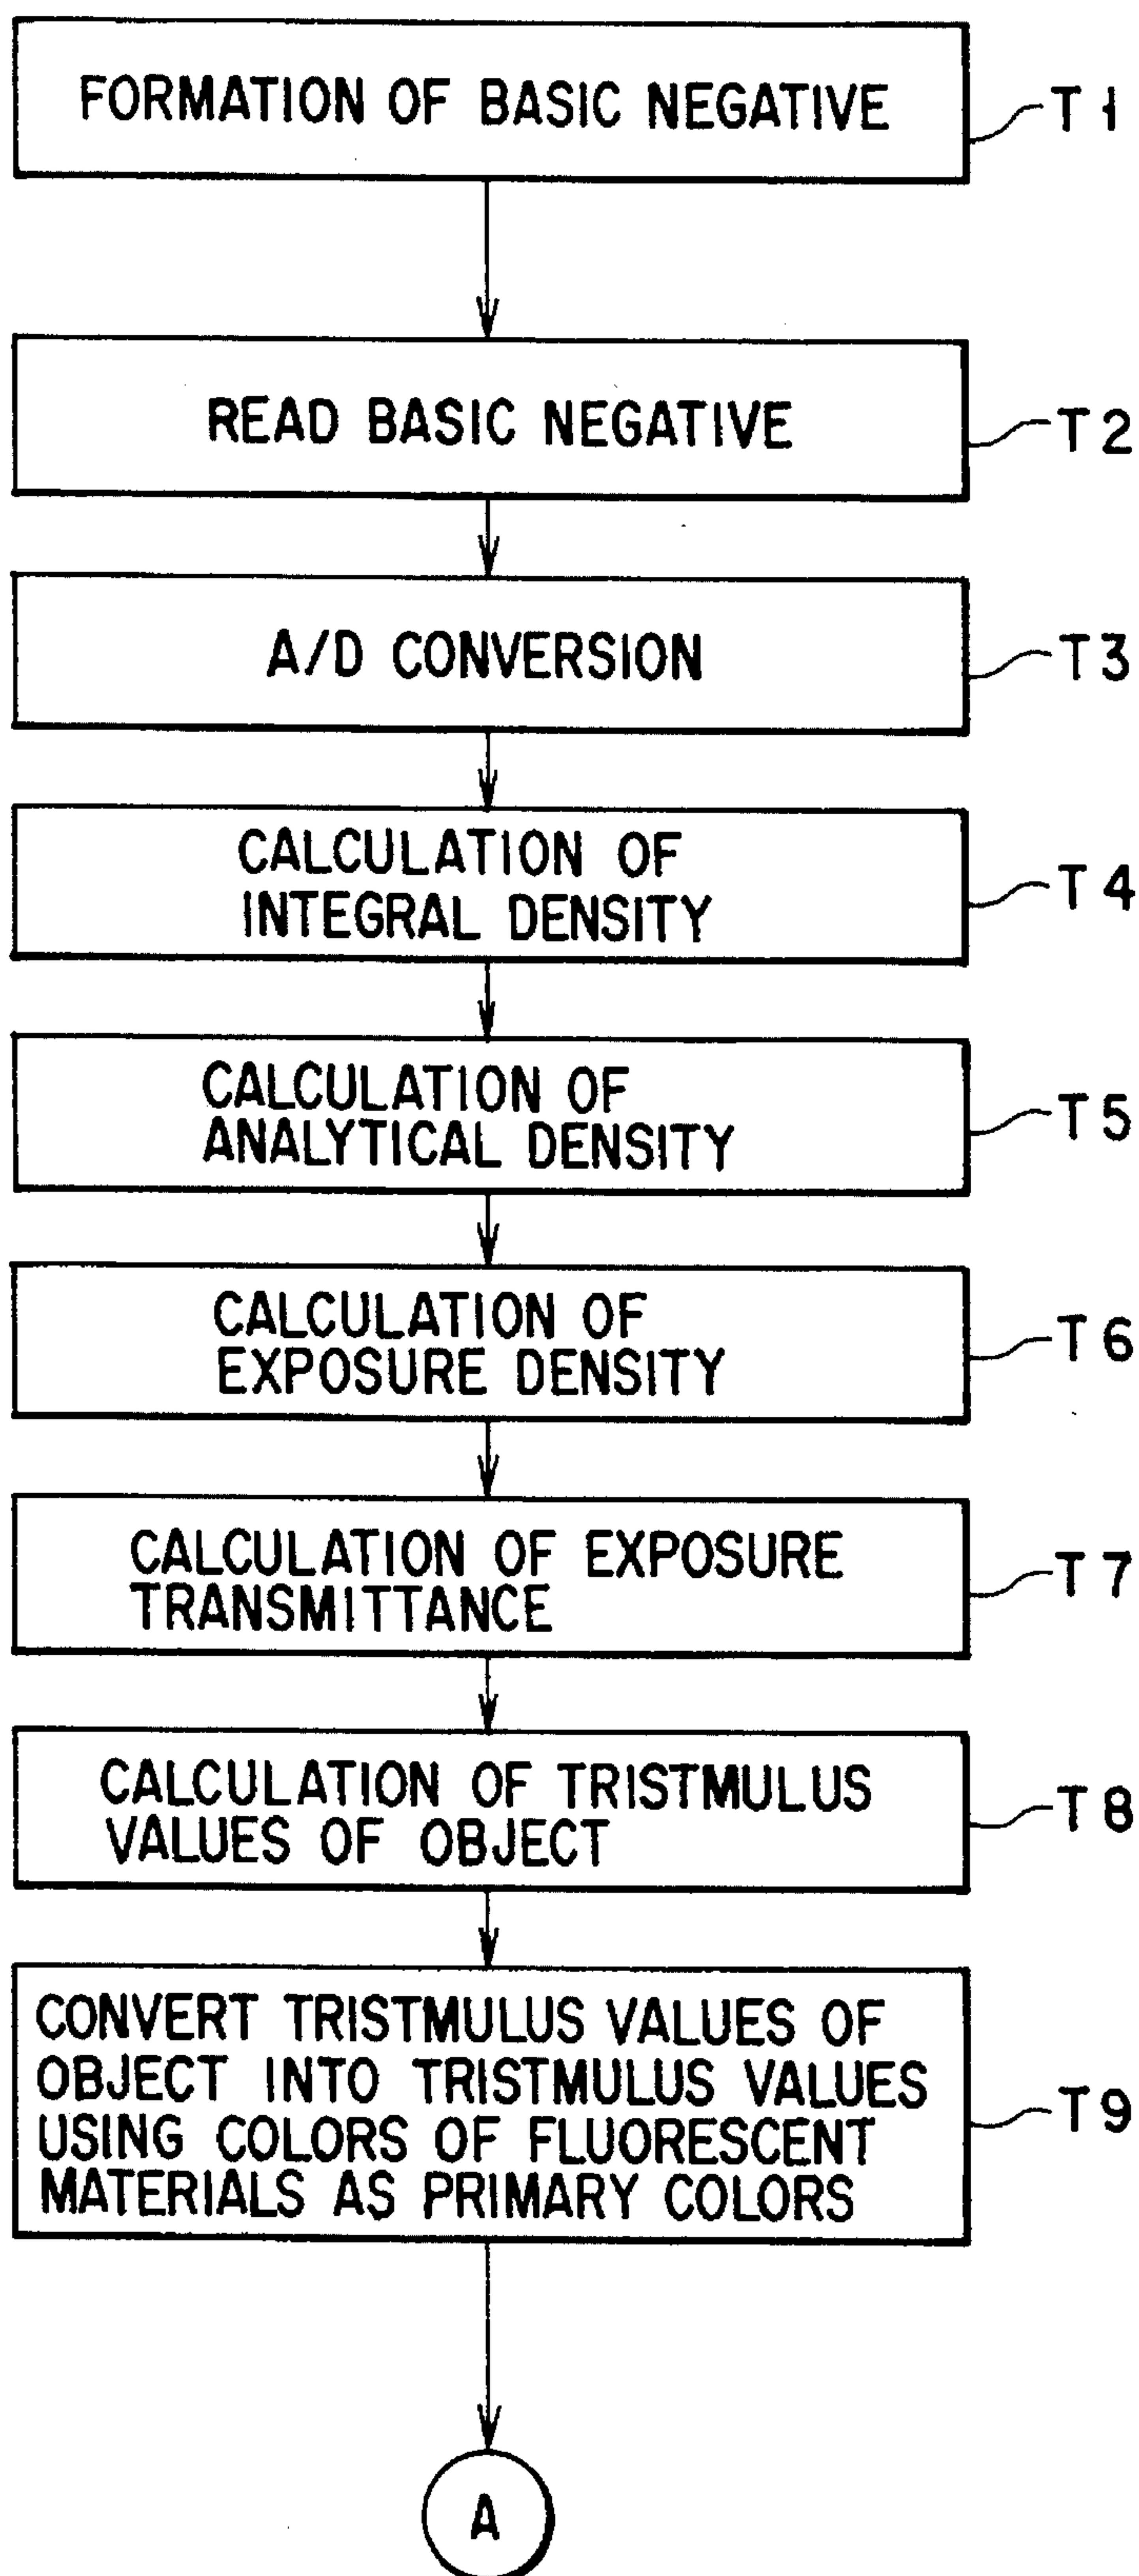 FORMATION OF BASIC NEGATIVE
T1
READ BASIC NEGATIVE
T2
A/D CONVERSION
T3
CALCULATION OF
INTEGRAL DENSITY
T4
CALCULATION OF
ANALYTICAL DENSITY
T5
CALCULATION OF
EXPOSURE DENSITY
T6
CALCULATION OF EXPOSURE
TRANSMITTANCE
T7
CALCULATION OF TRISTMULUS
VALUES OF OBJECT
T8
CONVERT TRISTMULUS VALUES OF
OBJECT INTO TRISTMULUS VALUES
USING COLORS OF FLUORESCENT
MATERIALS AS PRIMARY COLORS
T9
A